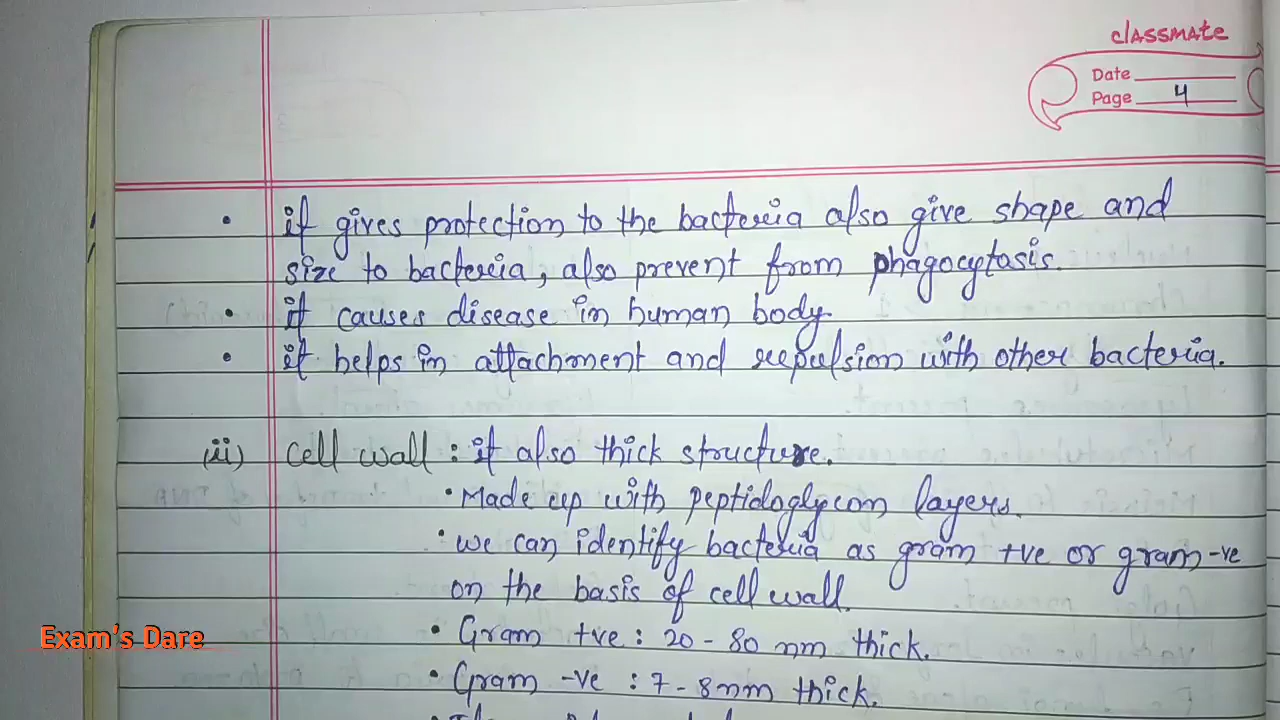 classmate
Date
Page 4
• it gives protection to the bacteria also give shape and
size to bacteria, also prevent from phagocytosis.
• it causes disease in human body.
• it helps in attachment and repulsion with other bacteria.
(ii) cell wall : it also thick structure.
• Made up with peptidoglycan layers.
• we can identify bacteria as gram +ve or gram -ve
on the basis of cell wall.
Exam's Dare
• Gram +ve : 20 - 80 nm thick.
• Gram -ve : 7 - 8nm thick.